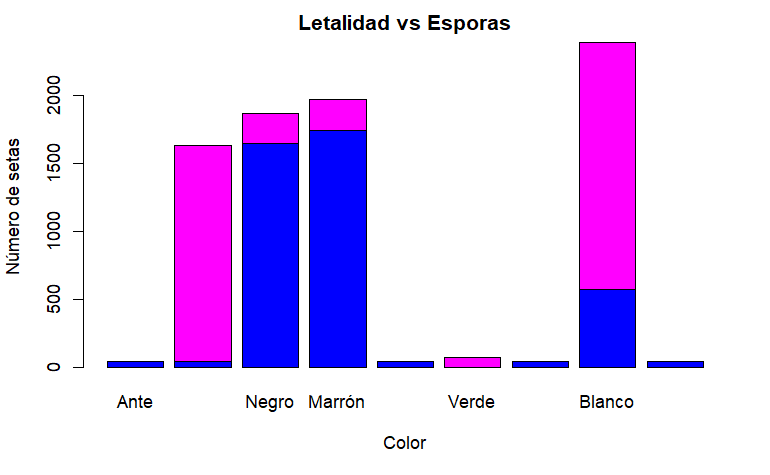 Letalidad vs Esporas
Número de setas
2000
1500
1000
500
0
Ante Negro Marrón Verde Blanco
Color